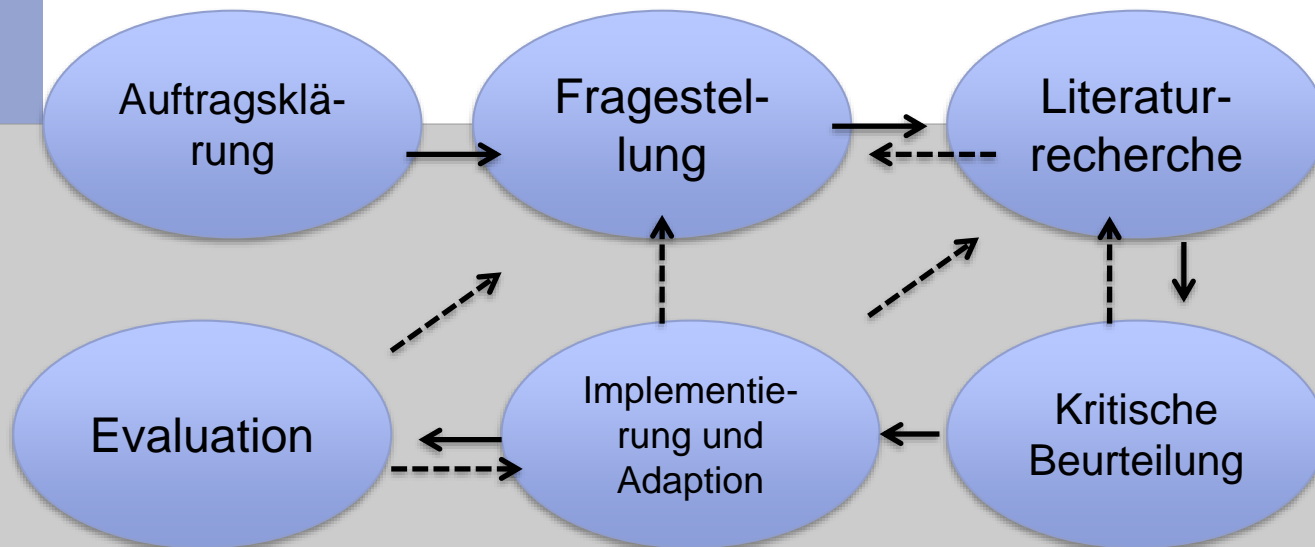 Auftragsklä-
rung
Fragestel-
lung
Literatur-
recherche
Evaluation
Implementie-
rung und
Adaption
Kritische
Beurteilung